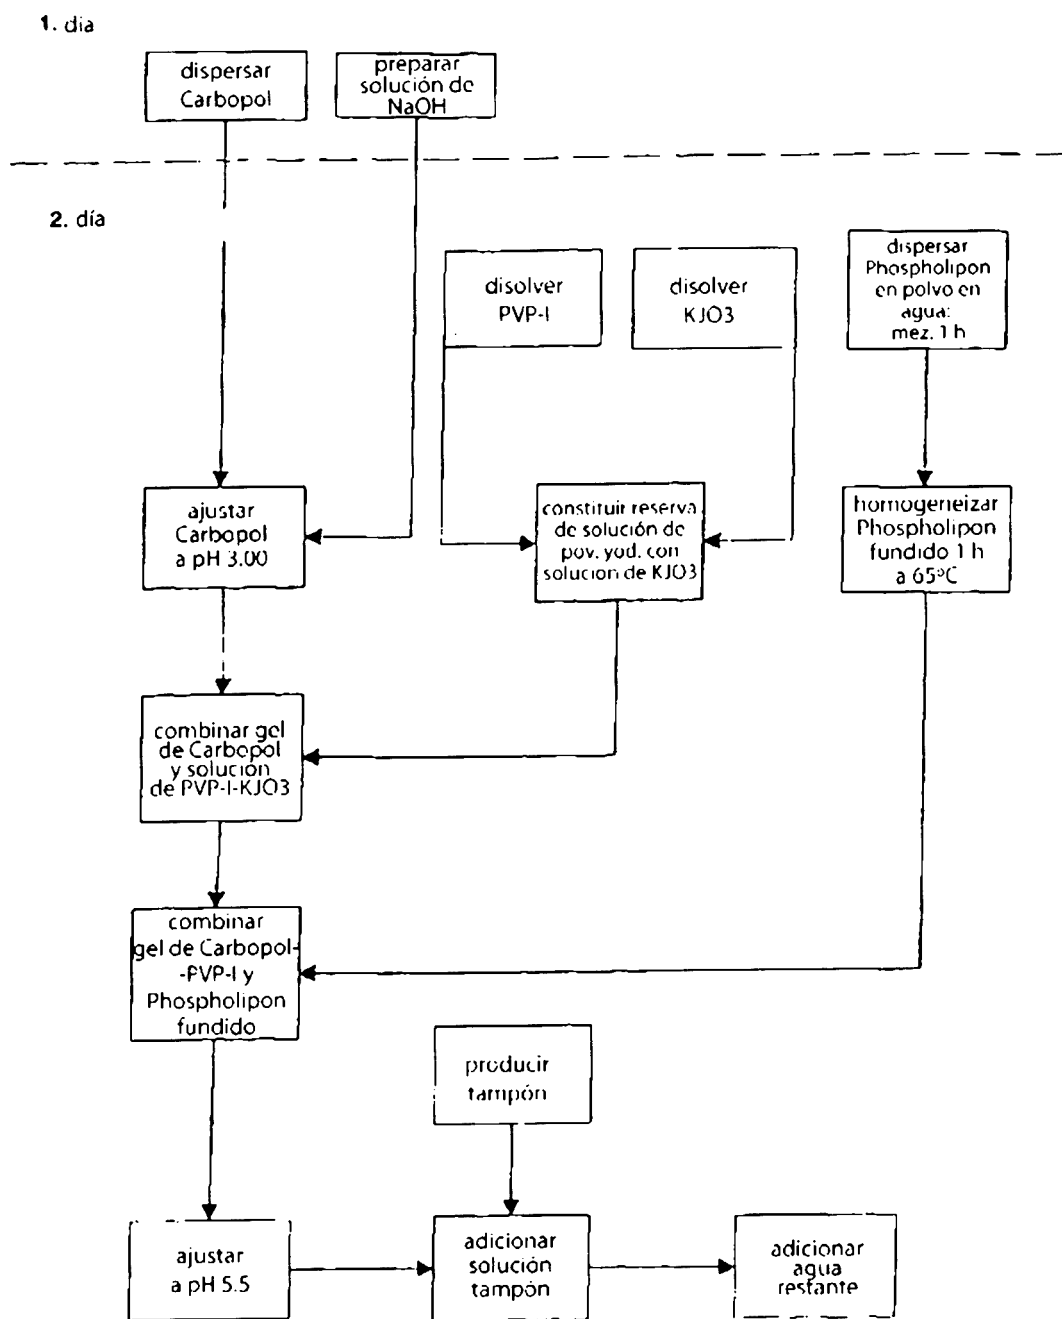 1. dia
dispersar
Carbopol
preparar
solución de
NaOH
2. día
disolver
PVP-I
disolver
KJO3
dispersar
Phospholipon
en polvo en
agua:
mez. 1 h
ajustar
Carbopol
a pH 3.00
constituir reserva
de solución de
pov. yod. con
solución de KJO3
homogeneizar
Phospholipon
fundido 1 h
a 65ºC
combinar gel
de Carbopol
y solución
de PVP-I-KJO3
combinar
gel de Carbopol-
-PVP-I y
Phospholipon
fundido
producir
tampón
ajustar
a pH 5.5
adicionar
solución
tampón
adicionar
agua
restante